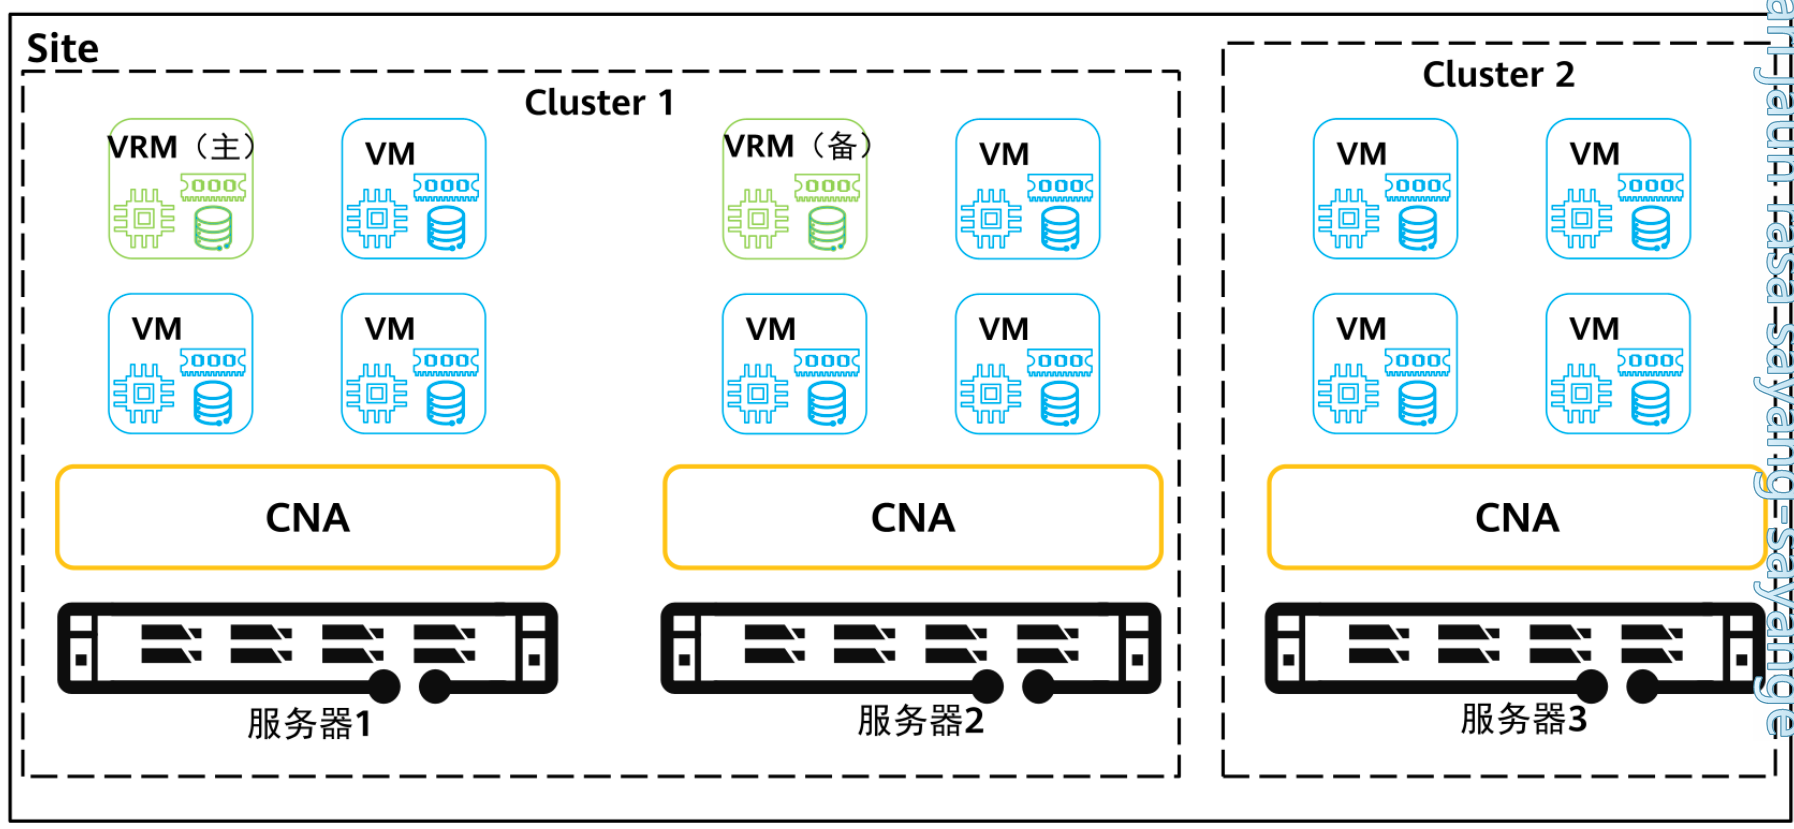 Site
Cluster 1
Cluster 2
VRM（主）
VM
VRM（备）
VM
VM
VM
VM
VM
VM
VM
VM
VM
CNA
CNA
CNA
服务器1
服务器2
服务器3
an-jauh-rasa-sayang-sayange